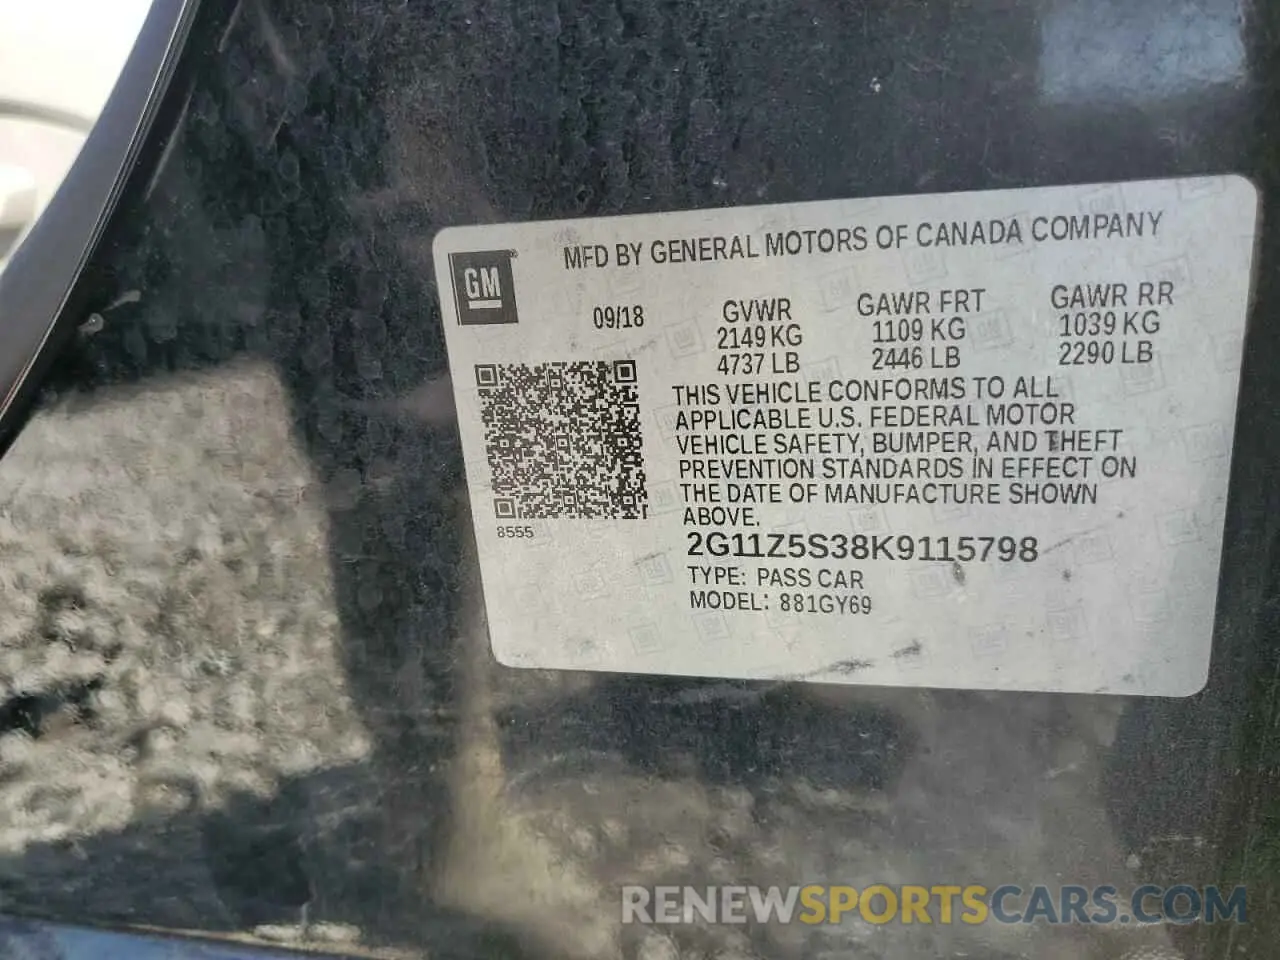 GM
MFD BY GENERAL MOTORS OF CANADA COMPANY
09/18 GVWR GAWR FRT GAWR RR
2149 KG 1109 KG 1039 KG
4737 LB 2446 LB 2290 LB
THIS VEHICLE CONFORMS TO ALL
APPLICABLE U.S. FEDERAL MOTOR
VEHICLE SAFETY, BUMPER, AND THEFT
PREVENTION STANDARDS IN EFFECT ON
THE DATE OF MANUFACTURE SHOWN
ABOVE.
8555
2G11Z5S38K9115798
TYPE: PASS CAR
MODEL: 881GY69
RENEWSPORTSCARS.COM